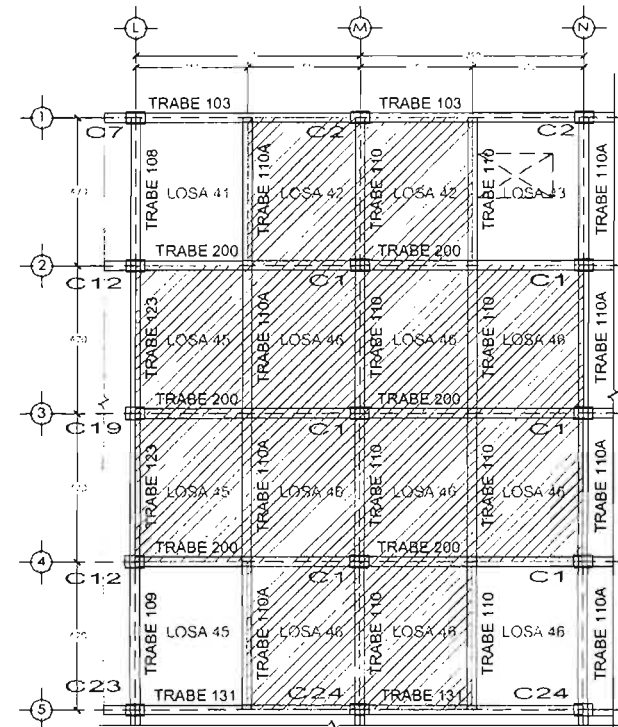 L M N
1 TRABE 103 TRABE 103
C7 C2 C2
TRABE 108 LOSA 41 TRABE 110A LOSA 42 TRABE 110 LOSA 42 TRABE 110 LOSA 43 TRABE 110A
2 TRABE 200 TRABE 200
C12 C1 C1
TRABE 123 LOSA 45 TRABE 110A LOSA 46 TRABE 110 LOSA 46 TRABE 110 LOSA 46 TRABE 110A
3 TRABE 200 TRABE 200
C19 C1 C1
TRABE 123 LOSA 45 TRABE 110A LOSA 46 TRABE 110 LOSA 46 TRABE 110 LOSA 46 TRABE 110A
4 TRABE 200 TRABE 200
C12 C1 C1
TRABE 109 LOSA 45 TRABE 110A LOSA 46 TRABE 110 LOSA 46 TRABE 110 LOSA 46 TRABE 110A
C23 C24 C24
5 TRABE 131 TRABE 131